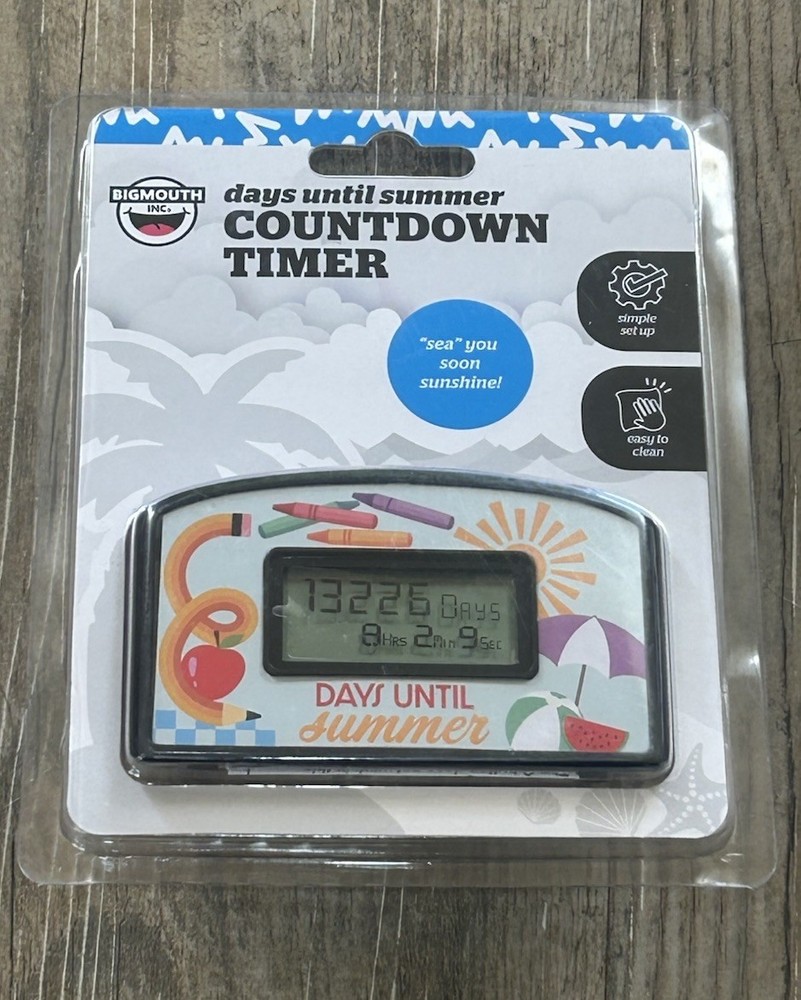 BIGMOUTH
INC.
days until summer
COUNTDOWN
TIMER
simple
set up
"sea" you
soon
sunshine!
easy to
clean
13226 DAYS
8 HRS 2 MIN 9 SEC
DAYS UNTIL
summer